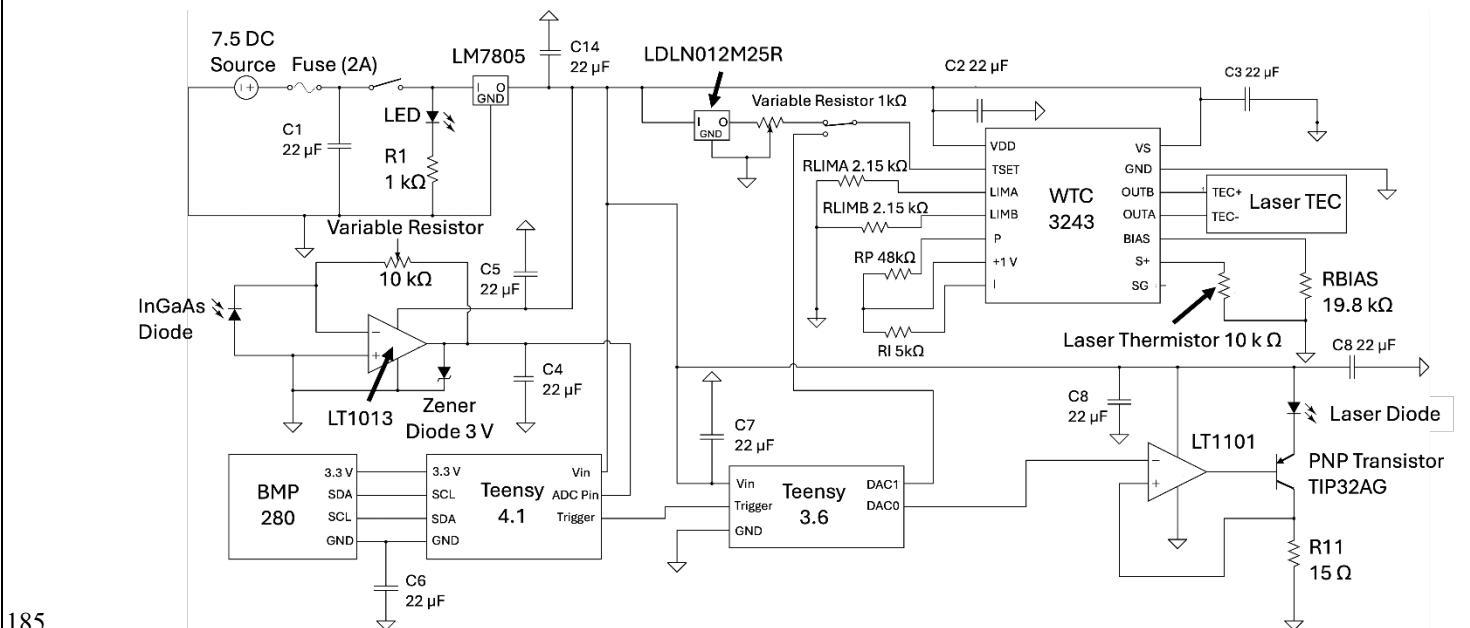 7.5 DC
Source
Fuse (2A)
LM7805
C14
22 µF
LDLN012M25R
C2 22 µF
C3 22 µF
I O
GND
LED
C1
22 µF
R1
1 kΩ
Variable Resistor 1kΩ
I O
GND
VDD
TSET
LIMA
LIMB
P
+1 V
I
WTC
3243
VS
GND
OUTB
OUTA
BIAS
S+
SG
1
TEC+
TEC-
Laser TEC
RLIMA 2.15 kΩ
RLIMB 2.15 kΩ
RP 48kΩ
RI 5kΩ
RBIAS
19.8 kΩ
Laser Thermistor 10 k Ω
Variable Resistor
10 kΩ
C5
22 µF
InGaAs
Diode
−
+
LT1013
Zener
Diode 3 V
C4
22 µF
C8 22 µF
C8
22 µF
Laser Diode
LT1101
−
+
PNP Transistor
TIP32AG
R11
15 Ω
C7
22 µF
BMP
280
3.3 V
SDA
SCL
GND
3.3 V
SCL
SDA
GND
Teensy
4.1
Vin
ADC Pin
Trigger
Vin
Trigger
GND
Teensy
3.6
DAC1
DAC0
C6
22 µF
185